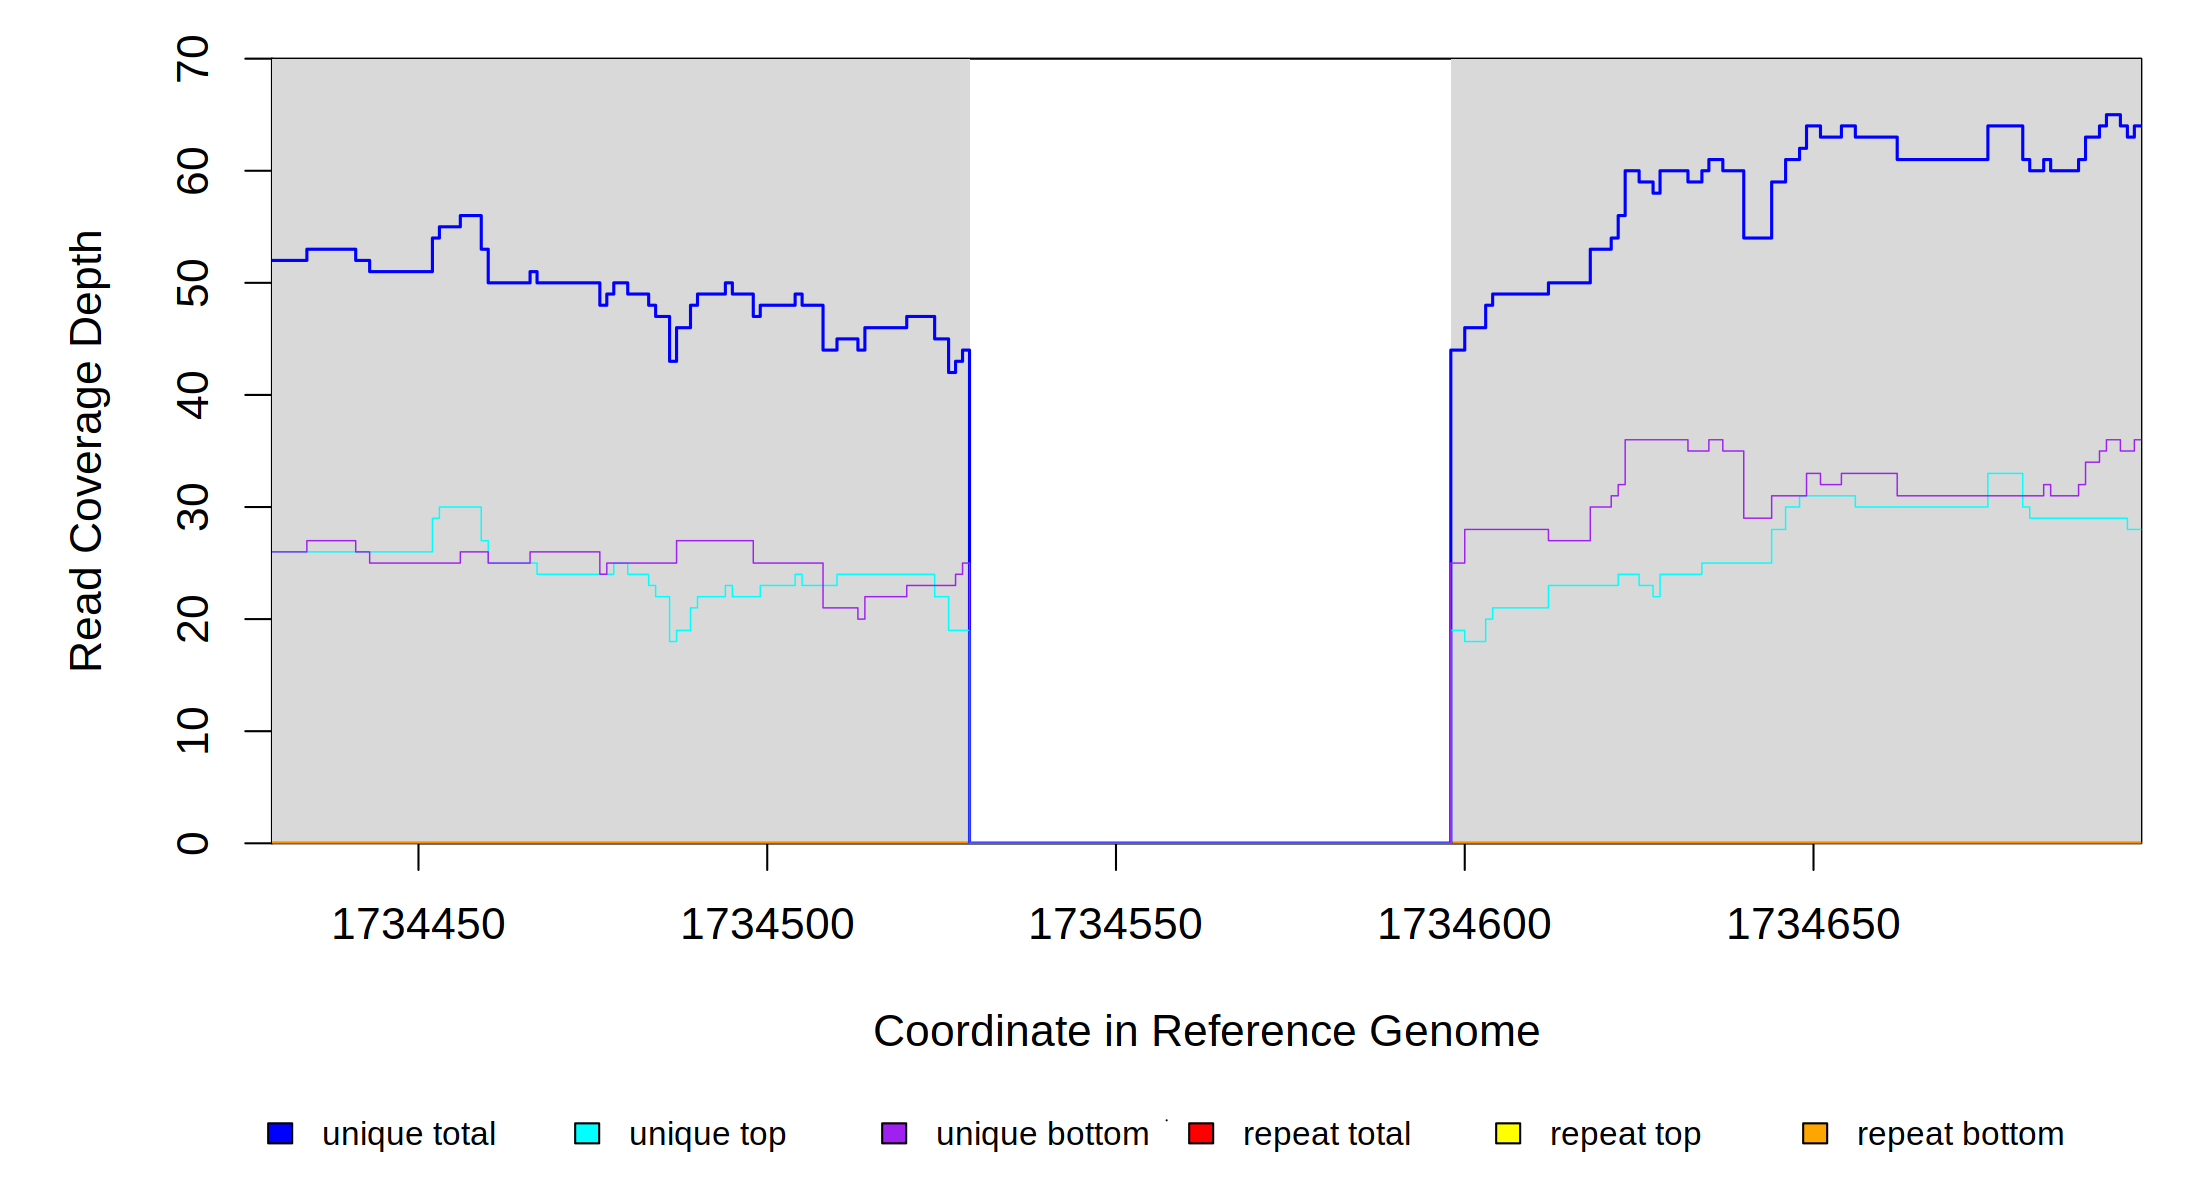 70
60
50
40
30
20
10
0
Read Coverage Depth
1734450 1734500 1734550 1734600 1734650
Coordinate in Reference Genome
unique total unique top unique bottom repeat total repeat top repeat bottom